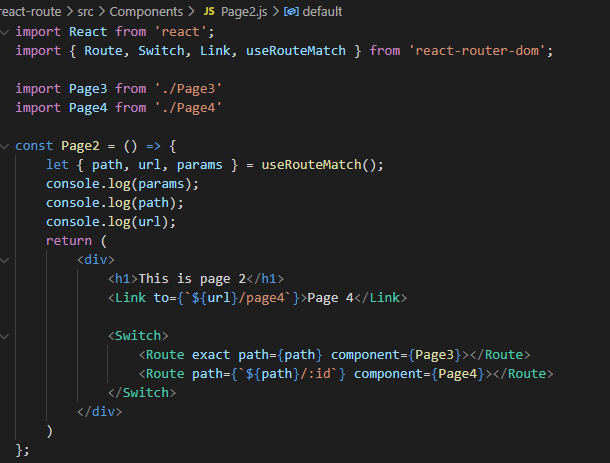 react-route > src > Components > JS Page2.js > default
import React from 'react';
import { Route, Switch, Link, useRouteMatch } from 'react-router-dom';

import Page3 from './Page3'
import Page4 from './Page4'

const Page2 = () => {
    let { path, url, params } = useRouteMatch();
    console.log(params);
    console.log(path);
    console.log(url);
    return (
        <div>
            <h1>This is page 2</h1>
            <Link to={`${url}/page4`}>Page 4</Link>

            <Switch>
                <Route exact path={path} component={Page3}></Route>
                <Route path={`${path}/:id`} component={Page4}></Route>
            </Switch>
        </div>
    )
};